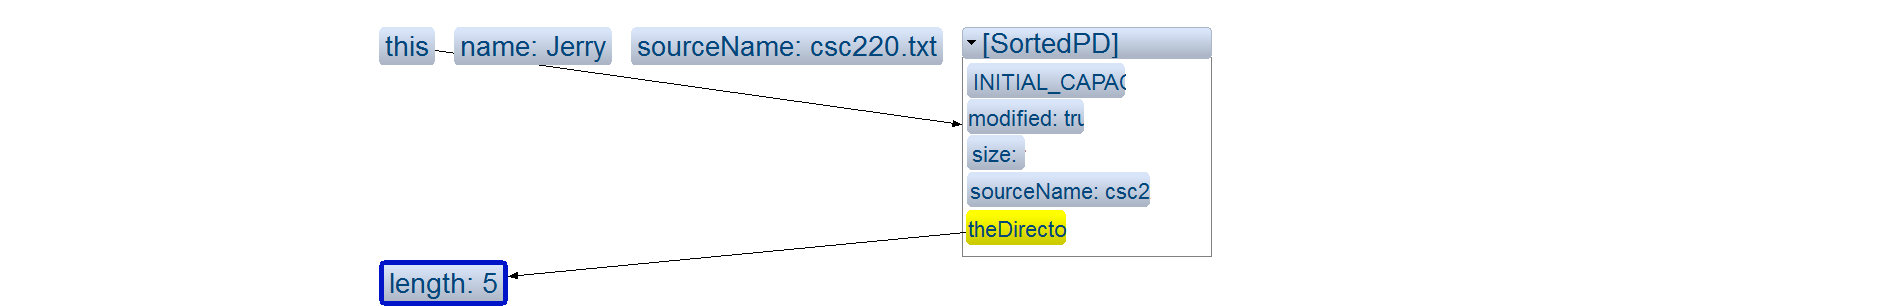 this name: Jerry sourceName: csc220.txt [SortedPD]
INITIAL_CAPAC
modified: tru
size:
sourceName: csc2
theDirecto
length: 5